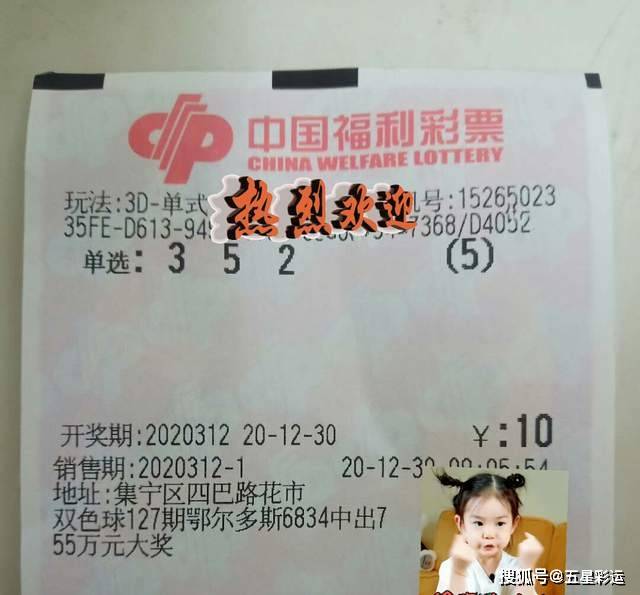 中国福利彩票
CHINA WELFARE LOTTERY
玩法:3D-单式 号:15265023
热烈欢迎
35FE-D613-94 7368/D4052
单选: 3 5 2 (5)
开奖期:2020312 20-12-30 ¥:10
销售期:2020312-1 20-12-30
地址:集宁区四巴路花市
双色球127期鄂尔多斯6834中出7
55万元大奖
搜狐号@五星彩运